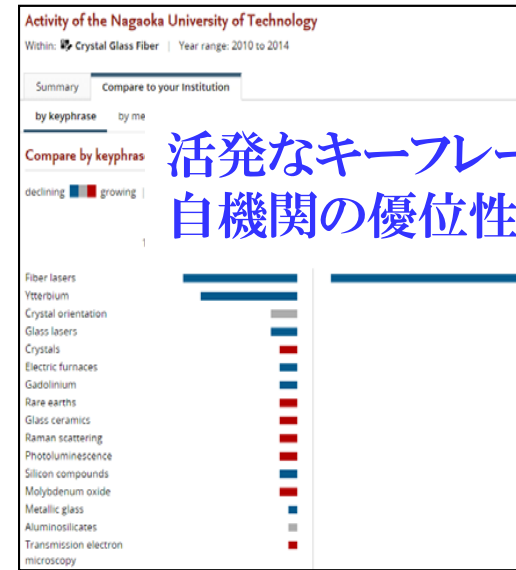 Activity of the Nagaoka University of Technology
Within: Crystal Glass Fiber | Year range: 2010 to 2014
Summary Compare to your Institution
by keyphrase by me
Compare by keyphras
活発なキーフレー
declining growing |
自機関の優位性
1
Fiber lasers
Ytterbium
Crystal orientation
Glass lasers
Crystals
Electric furnaces
Gadolinium
Rare earths
Glass ceramics
Raman scattering
Photoluminescence
Silicon compounds
Molybdenum oxide
Metallic glass
Aluminosilicates
Transmission electron
microscopy